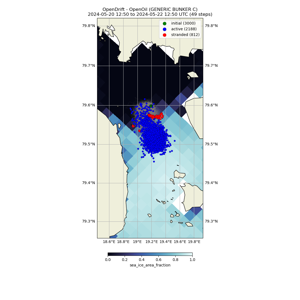 OpenDrift - OpenOil (GENERIC BUNKER C)
2024-05-20 12:50 to 2024-05-22 12:50 UTC (49 steps)
initial (3000)
active (2188)
stranded (812)
79.8°N 79.8°N
79.7°N 79.7°N
79.6°N 79.6°N
79.5°N 79.5°N
79.4°N 79.4°N
79.3°N 79.3°N
18.6°E 18.8°E 19°E 19.2°E 19.4°E 19.6°E 19.8°E
0.0 0.2 0.4 0.6 0.8 1.0
sea_ice_area_fraction